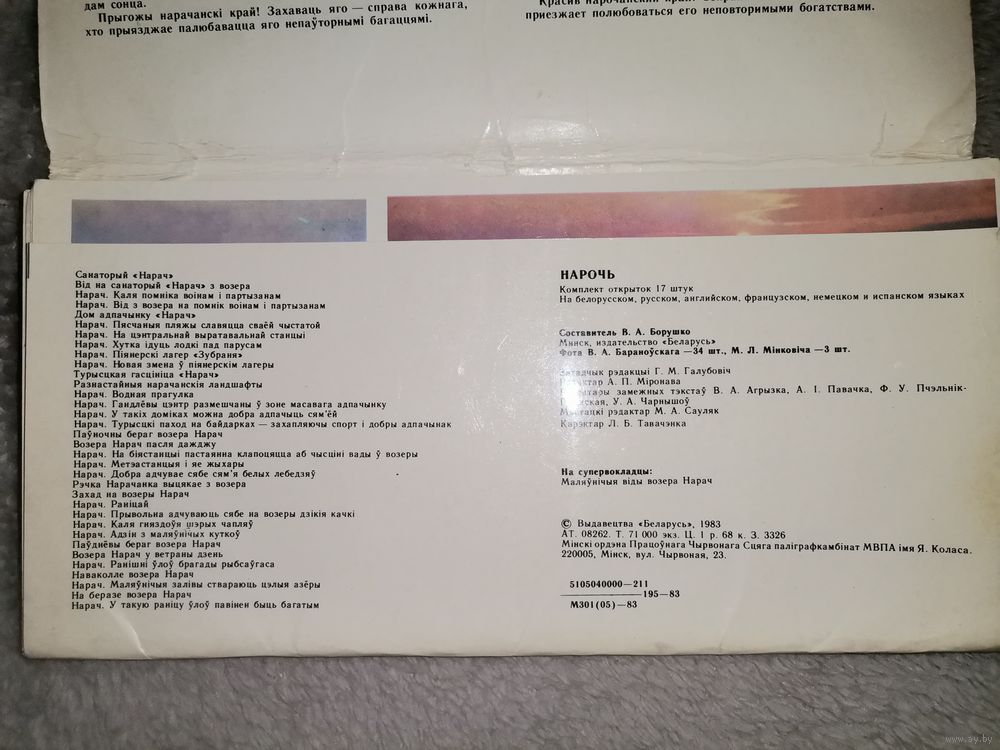 дам сонца.
Прыгожы нарачанскі край! Захаваць яго — справа кожнага,
хто прыязджае палюбавацца яго непаўторнымі багаццямі.
приезжает полюбоваться его неповторимыми богатствами.
Санаторый «Нарач»
Від на санаторый «Нарач» з возера
Нарач. Каля помніка воінам і партызанам
Нарач. Від з возера на помнік воінам і партызанам
Дом адпачынку «Нарач»
Нарач. Пясчаныя пляжы славяцца сваёй чыстатой
Нарач. На цэнтральнай выратавальнай станцыі
Нарач. Хутка ідуць лодкі пад парусам
Нарач. Піянерскі лагер «Зубраня»
Нарач. Новая змена ў піянерскім лагеры
Турысцкая гасцініца «Нарач»
Разнастайныя нарачанскія ландшафты
Нарач. Водная прагулка
Нарач. Гандлёвы цэнтр размешчаны ў зоне масавага адпачынку
Нарач. У такіх доміках можна добра адпачыць сям'ёй
Нарач. Турысцкі паход на байдарках — захапляючы спорт і добры адпачынак
Паўночны бераг возера Нарач
Возера Нарач пасля дажджу
Нарач. На біястанцыі пастаянна клапоцяцца аб чысціні вады ў возеры
Нарач. Метэастанцыя і яе жыхары
Нарач. Добра адчувае сябе сям'я белых лебедзяў
Рэчка Нарачанка выцякае з возера
Захад на возеры Нарач
Нарач. Раніцай
Нарач. Прывольна адчуваюць сябе на возеры дзікія качкі
Нарач. Каля гняздоўя шэрых чапляў
Нарач. Адзін з маляўнічых куткоў
Паўднёвы бераг возера Нарач
Возера Нарач у ветраны дзень
Нарач. Ранішні ўлоў брагады рыбсаўгаса
Наваколле возера Нарач
Нарач. Маляўнічыя залівы ствараюць цэлыя азёры
На беразе возера Нарач
Нарач. У такую раніцу ўлоў павінен быць багатым
НАРОЧЬ
Комплект открыток 17 штук
На белорусском, русском, английском, французском, немецком и испанском языках
Составитель В. А. Борушко
Минск, издательство «Беларусь»
Фота В. А. Бараноўскага —34 шт., М. Л. Мінковіча —3 шт.
Загадчык рэдакцыі Г. М. Галубовіч
Рэдактар А. П. Міронава
замежных тэкстаў В. А. Агрызка, А. І. Павачка, Ф. У. Пчэльнік-
У. А. Чарнышоў
Мастацкі рэдактар М. А. Сауляк
Карэктар Л. Б. Тавачэнка
На супервокладцы:
Маляўнічыя віды возера Нарач
© Выдавецтва «Беларусь», 1983
АТ. 08262. Т. 71 000 экз. Ц. 1 р. 68 к. З. 3326
Мінскі ордэна Працоўнага Чырвонага Сцяга паліграфкамбінат МВПА імя Я. Коласа.
220005, Мінск, вул. Чырвоная, 23.
5105040000—211
195—83
М301(05)—83
www.ay.by